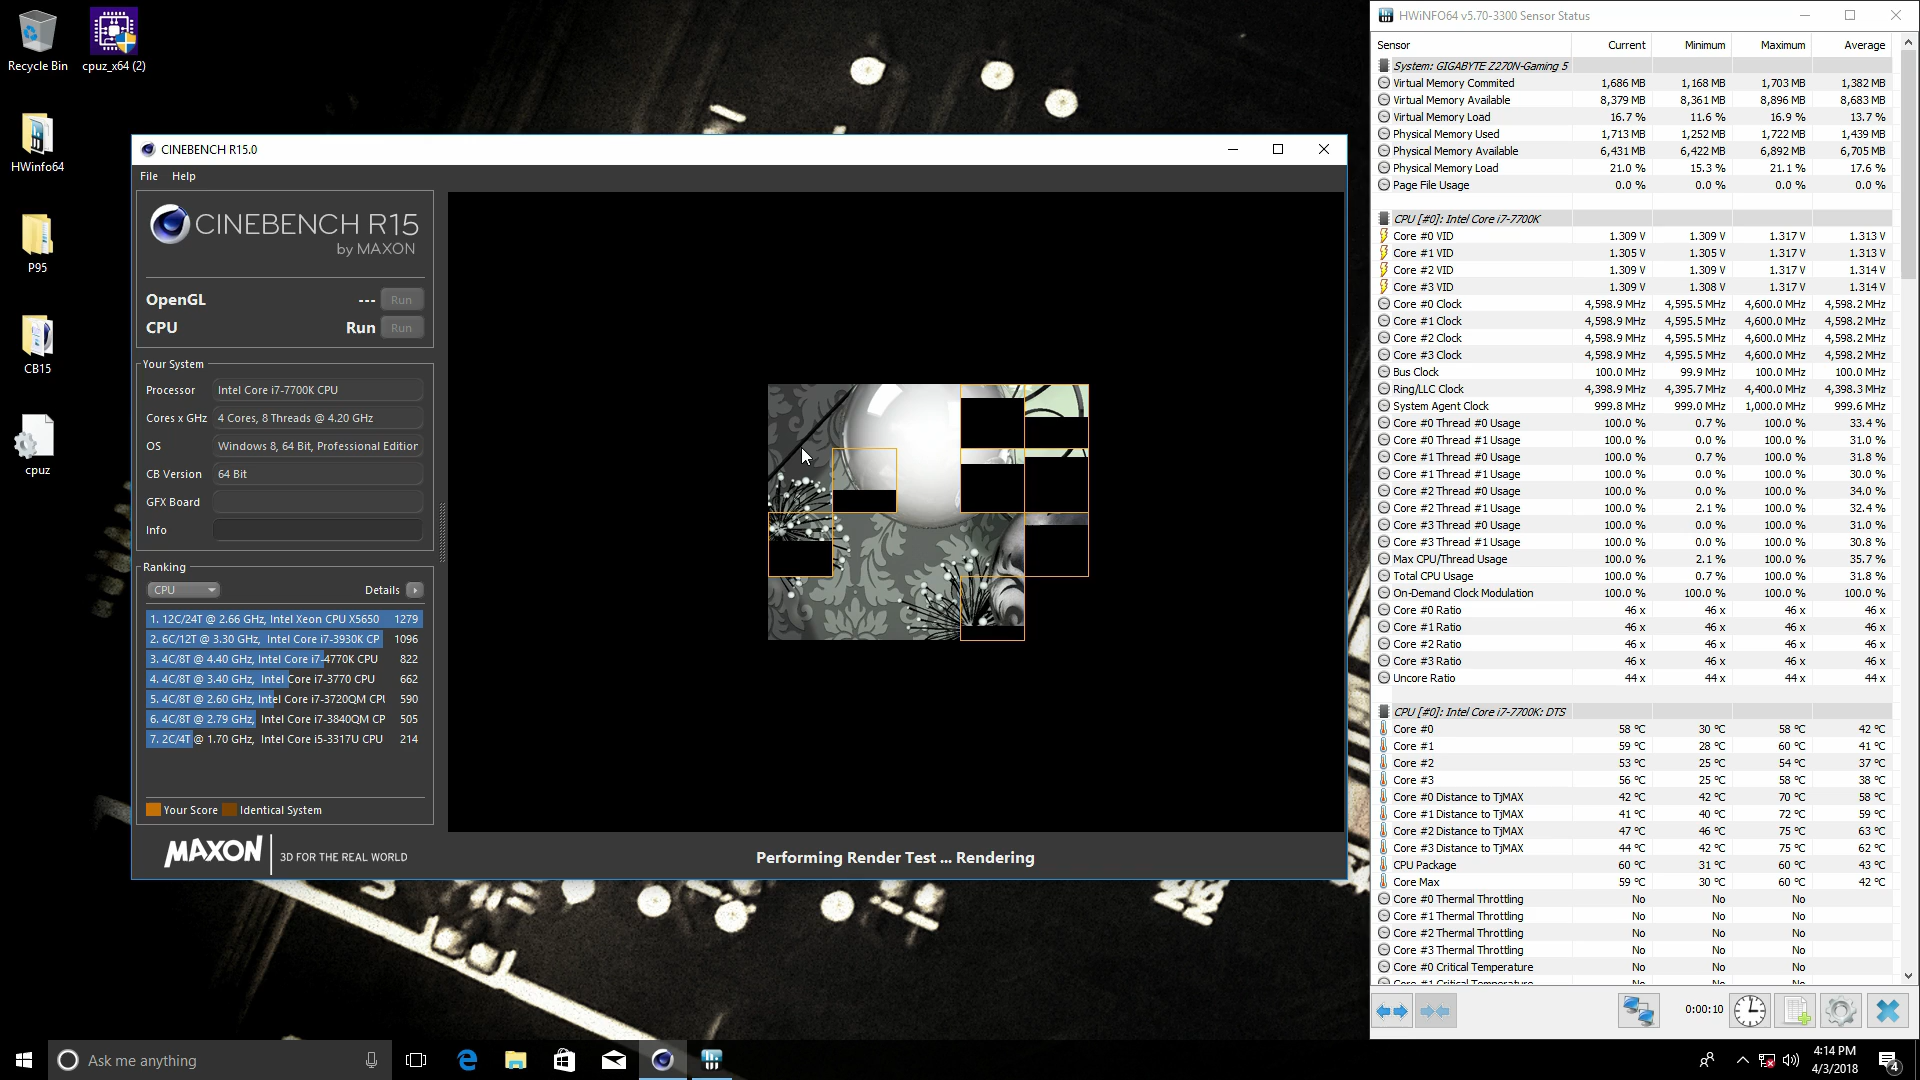 Recycle Bin
cpuz_x64 (2)
HWinfo64
P95
CB15
cpuz
CINEBENCH R15.0
File Help
CINEBENCH R15
by MAXON
OpenGL --- Run
CPU Run Run
Your System
Processor Intel Core i7-7700K CPU
Cores x GHz 4 Cores, 8 Threads @ 4.20 GHz
OS Windows 8, 64 Bit, Professional Edition
CB Version 64 Bit
GFX Board
Info
Ranking
CPU Details
1. 12C/24T @ 2.66 GHz, Intel Xeon CPU X5650 1279
2. 6C/12T @ 3.30 GHz, Intel Core i7-3930K CP 1096
3. 4C/8T @ 4.40 GHz, Intel Core i7-4770K CPU 822
4. 4C/8T @ 3.40 GHz, Intel Core i7-3770 CPU 662
5. 4C/8T @ 2.60 GHz, Intel Core i7-3720QM CPU 590
6. 4C/8T @ 2.79 GHz, Intel Core i7-3840QM CP 505
7. 2C/4T @ 1.70 GHz, Intel Core i5-3317U CPU 214
Your Score Identical System
MAXON 3D FOR THE REAL WORLD
Performing Render Test ... Rendering
HWiNFO64 v5.70-3300 Sensor Status
Sensor Current Minimum Maximum Average
System: GIGABYTE Z270N-Gaming 5
Virtual Memory Commited 1,686 MB 1,168 MB 1,703 MB 1,382 MB
Virtual Memory Available 8,379 MB 8,361 MB 8,896 MB 8,683 MB
Virtual Memory Load 16.7 % 11.6 % 16.9 % 13.7 %
Physical Memory Used 1,713 MB 1,252 MB 1,722 MB 1,439 MB
Physical Memory Available 6,431 MB 6,422 MB 6,892 MB 6,705 MB
Physical Memory Load 21.0 % 15.3 % 21.1 % 17.6 %
Page File Usage 0.0 % 0.0 % 0.0 % 0.0 %
CPU [#0]: Intel Core i7-7700K
Core #0 VID 1.309 V 1.309 V 1.317 V 1.313 V
Core #1 VID 1.305 V 1.305 V 1.317 V 1.313 V
Core #2 VID 1.309 V 1.309 V 1.317 V 1.314 V
Core #3 VID 1.309 V 1.308 V 1.317 V 1.314 V
Core #0 Clock 4,598.9 MHz 4,595.5 MHz 4,600.0 MHz 4,598.2 MHz
Core #1 Clock 4,598.9 MHz 4,595.5 MHz 4,600.0 MHz 4,598.2 MHz
Core #2 Clock 4,598.9 MHz 4,595.5 MHz 4,600.0 MHz 4,598.2 MHz
Core #3 Clock 4,598.9 MHz 4,595.5 MHz 4,600.0 MHz 4,598.2 MHz
Bus Clock 100.0 MHz 99.9 MHz 100.0 MHz 100.0 MHz
Ring/LLC Clock 4,398.9 MHz 4,395.7 MHz 4,400.0 MHz 4,398.3 MHz
System Agent Clock 999.8 MHz 999.0 MHz 1,000.0 MHz 999.6 MHz
Core #0 Thread #0 Usage 100.0 % 0.7 % 100.0 % 33.4 %
Core #0 Thread #1 Usage 100.0 % 0.0 % 100.0 % 31.0 %
Core #1 Thread #0 Usage 100.0 % 0.7 % 100.0 % 31.8 %
Core #1 Thread #1 Usage 100.0 % 0.0 % 100.0 % 30.0 %
Core #2 Thread #0 Usage 100.0 % 0.0 % 100.0 % 34.0 %
Core #2 Thread #1 Usage 100.0 % 2.1 % 100.0 % 32.4 %
Core #3 Thread #0 Usage 100.0 % 0.0 % 100.0 % 31.0 %
Core #3 Thread #1 Usage 100.0 % 0.0 % 100.0 % 30.8 %
Max CPU/Thread Usage 100.0 % 2.1 % 100.0 % 35.7 %
Total CPU Usage 100.0 % 0.7 % 100.0 % 31.8 %
On-Demand Clock Modulation 100.0 % 100.0 % 100.0 % 100.0 %
Core #0 Ratio 46 x 46 x 46 x 46 x
Core #1 Ratio 46 x 46 x 46 x 46 x
Core #2 Ratio 46 x 46 x 46 x 46 x
Core #3 Ratio 46 x 46 x 46 x 46 x
Uncore Ratio 44 x 44 x 44 x 44 x
CPU [#0]: Intel Core i7-7700K: DTS
Core #0 58 °C 30 °C 58 °C 42 °C
Core #1 59 °C 28 °C 60 °C 41 °C
Core #2 53 °C 25 °C 54 °C 37 °C
Core #3 56 °C 25 °C 58 °C 38 °C
Core #0 Distance to TjMAX 42 °C 42 °C 70 °C 58 °C
Core #1 Distance to TjMAX 41 °C 40 °C 72 °C 59 °C
Core #2 Distance to TjMAX 47 °C 46 °C 75 °C 63 °C
Core #3 Distance to TjMAX 44 °C 42 °C 75 °C 62 °C
CPU Package 60 °C 31 °C 60 °C 43 °C
Core Max 59 °C 30 °C 60 °C 42 °C
Core #0 Thermal Throttling No No No
Core #1 Thermal Throttling No No No
Core #2 Thermal Throttling No No No
Core #3 Thermal Throttling No No No
Core #0 Critical Temperature No No No
Core #1 Critical Temperature No No No
0:00:10
Ask me anything
4:14 PM
4/3/2018
4